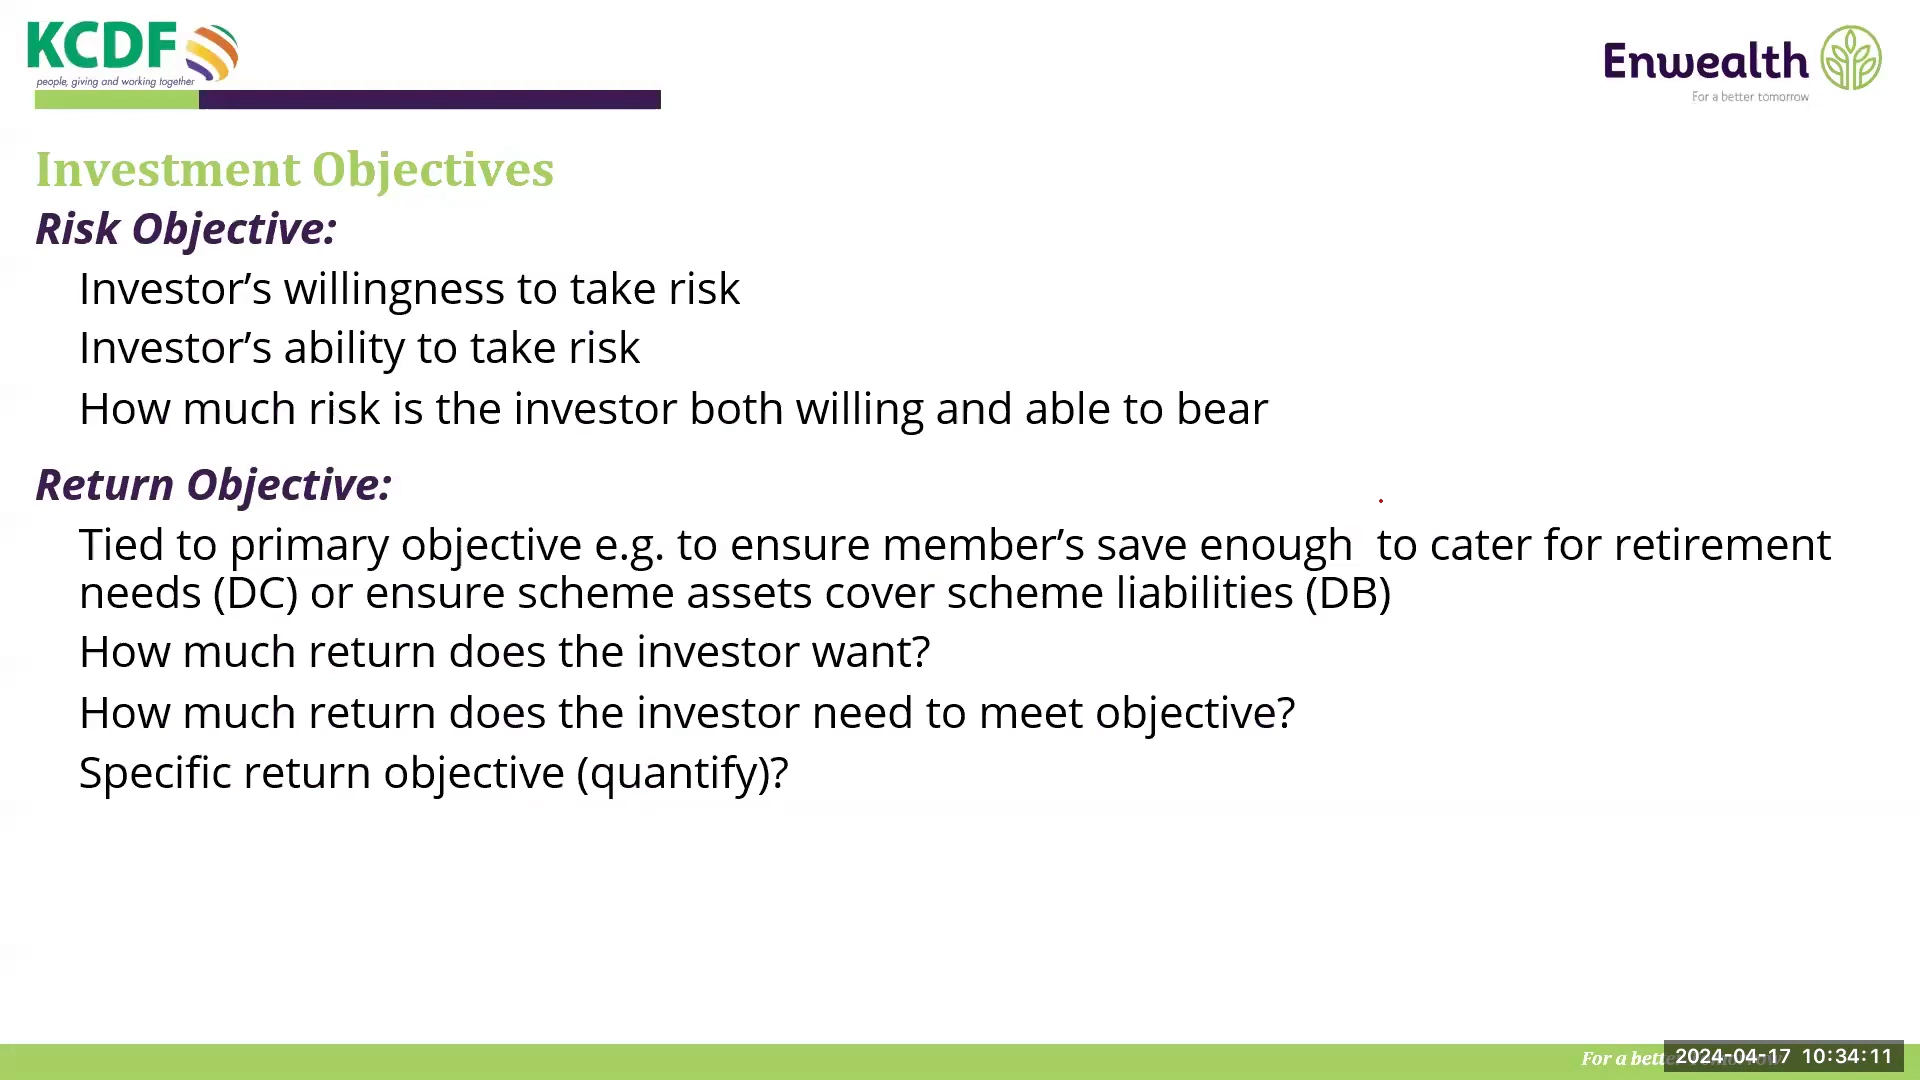 KCDF
people, giving and working together
Enwealth
For a better tomorrow
Investment Objectives
Risk Objective:
Investor’s willingness to take risk
Investor’s ability to take risk
How much risk is the investor both willing and able to bear
Return Objective:
Tied to primary objective e.g. to ensure member’s save enough  to cater for retirement
needs (DC) or ensure scheme assets cover scheme liabilities (DB)
How much return does the investor want?
How much return does the investor need to meet objective?
Specific return objective (quantify)?
For a
2024-04-17 10:34:11